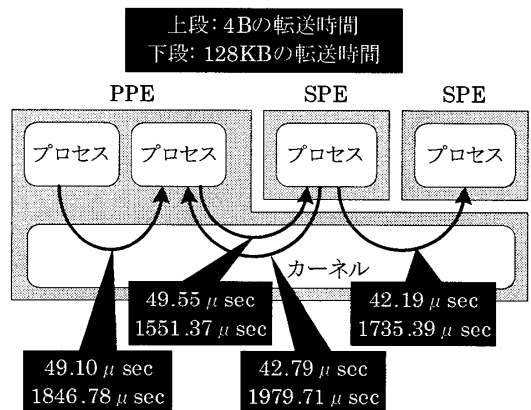 上段: 4Bの転送時間
下段: 128KBの転送時間
PPE SPE SPE
プロセス プロセス プロセス プロセス
カーネル
49.55 μ sec
1551.37 μ sec
42.19 μ sec
1735.39 μ sec
49.10 μ sec
1846.78 μ sec
42.79 μ sec
1979.71 μ sec